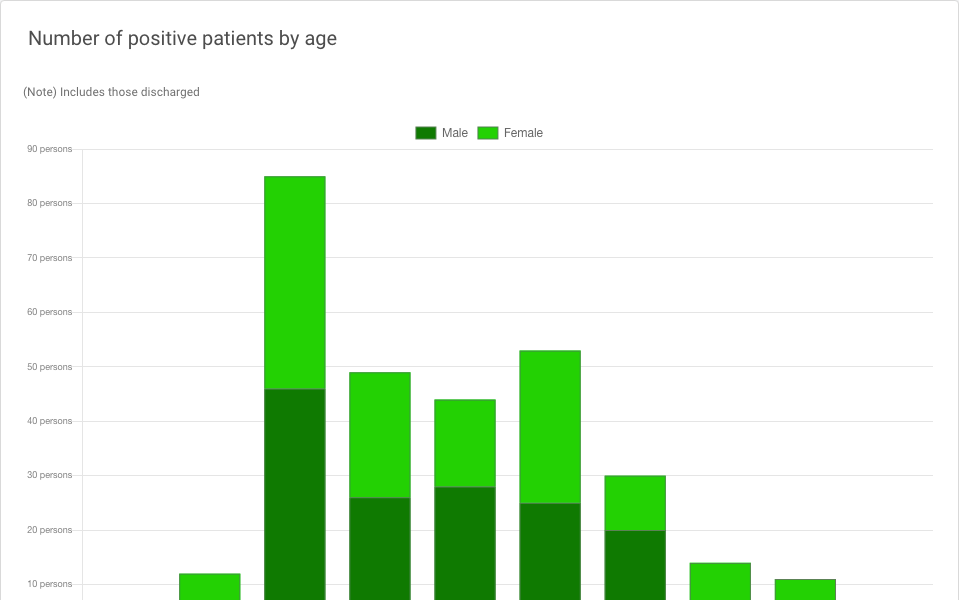 Number of positive patients by age
(Note) Includes those discharged
Male Female
90 persons
80 persons
70 persons
60 persons
50 persons
40 persons
30 persons
20 persons
10 persons